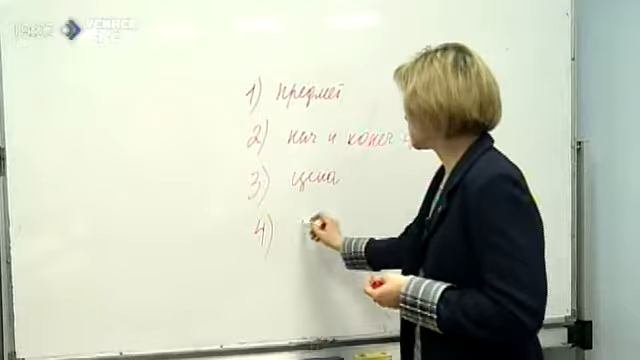 1) предмет
2) нач и конеч
3) цена
4)